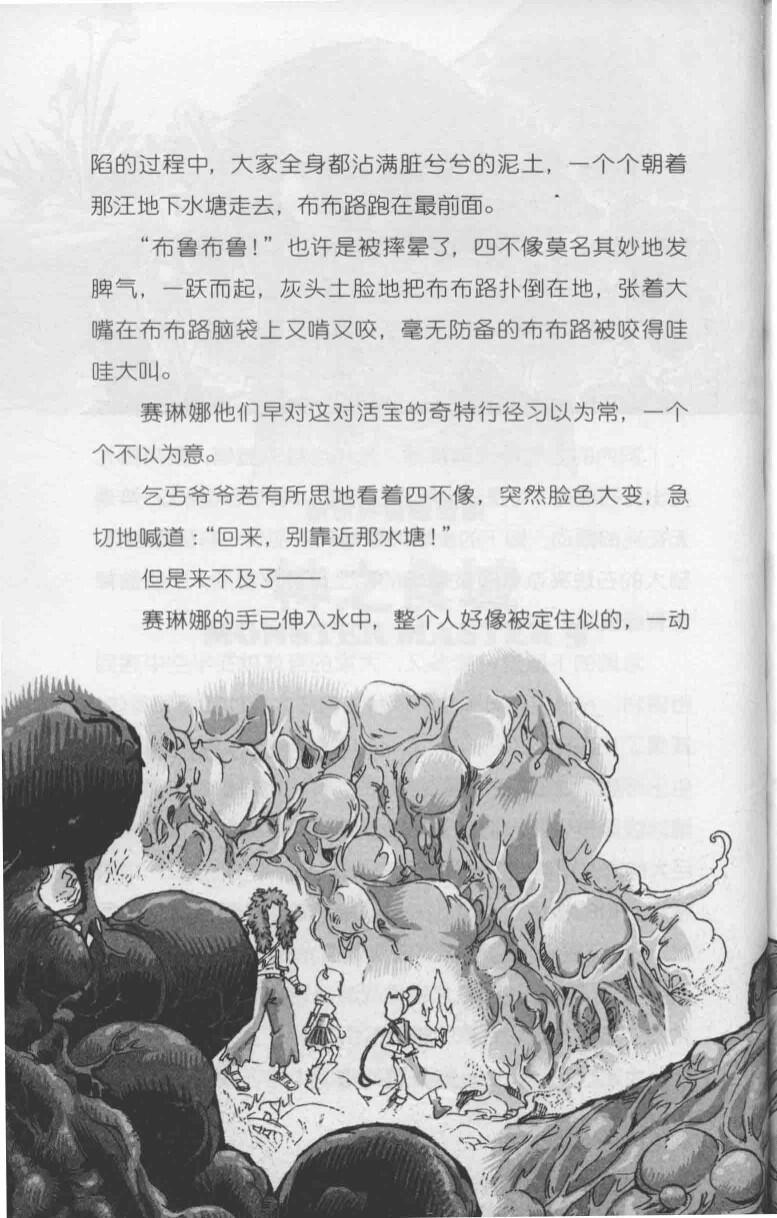 陷的过程中，大家全身都沾满脏兮兮的泥土，一个个朝着
那汪地下水塘走去，布布路跑在最前面。
“布鲁布鲁！”也许是被摔晕了，四不像莫名其妙地发
脾气，一跃而起，灰头土脸地把布布路扑倒在地，张着大
嘴在布布路脑袋上又啃又咬，毫无防备的布布路被咬得哇
哇大叫。
赛琳娜他们早对这对活宝的奇特行径习以为常，一个
个不以为意。
乞丐爷爷若有所思地看着四不像，突然脸色大变，急
切地喊道：“回来，别靠近那水塘！”
但是来不及了——
赛琳娜的手已伸入水中，整个人好像被定住似的，一动